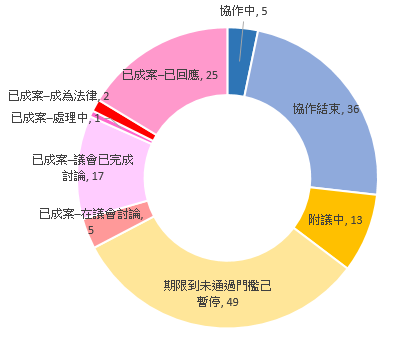 協作中, 5
協作結束, 36
附議中, 13
期限到未通過門檻已
暫停, 49
已成案–在議會討論,
5
已成案–議會已完成
討論, 17
已成案–處理中, 1
已成案–成為法律, 2
已成案–已回應, 25